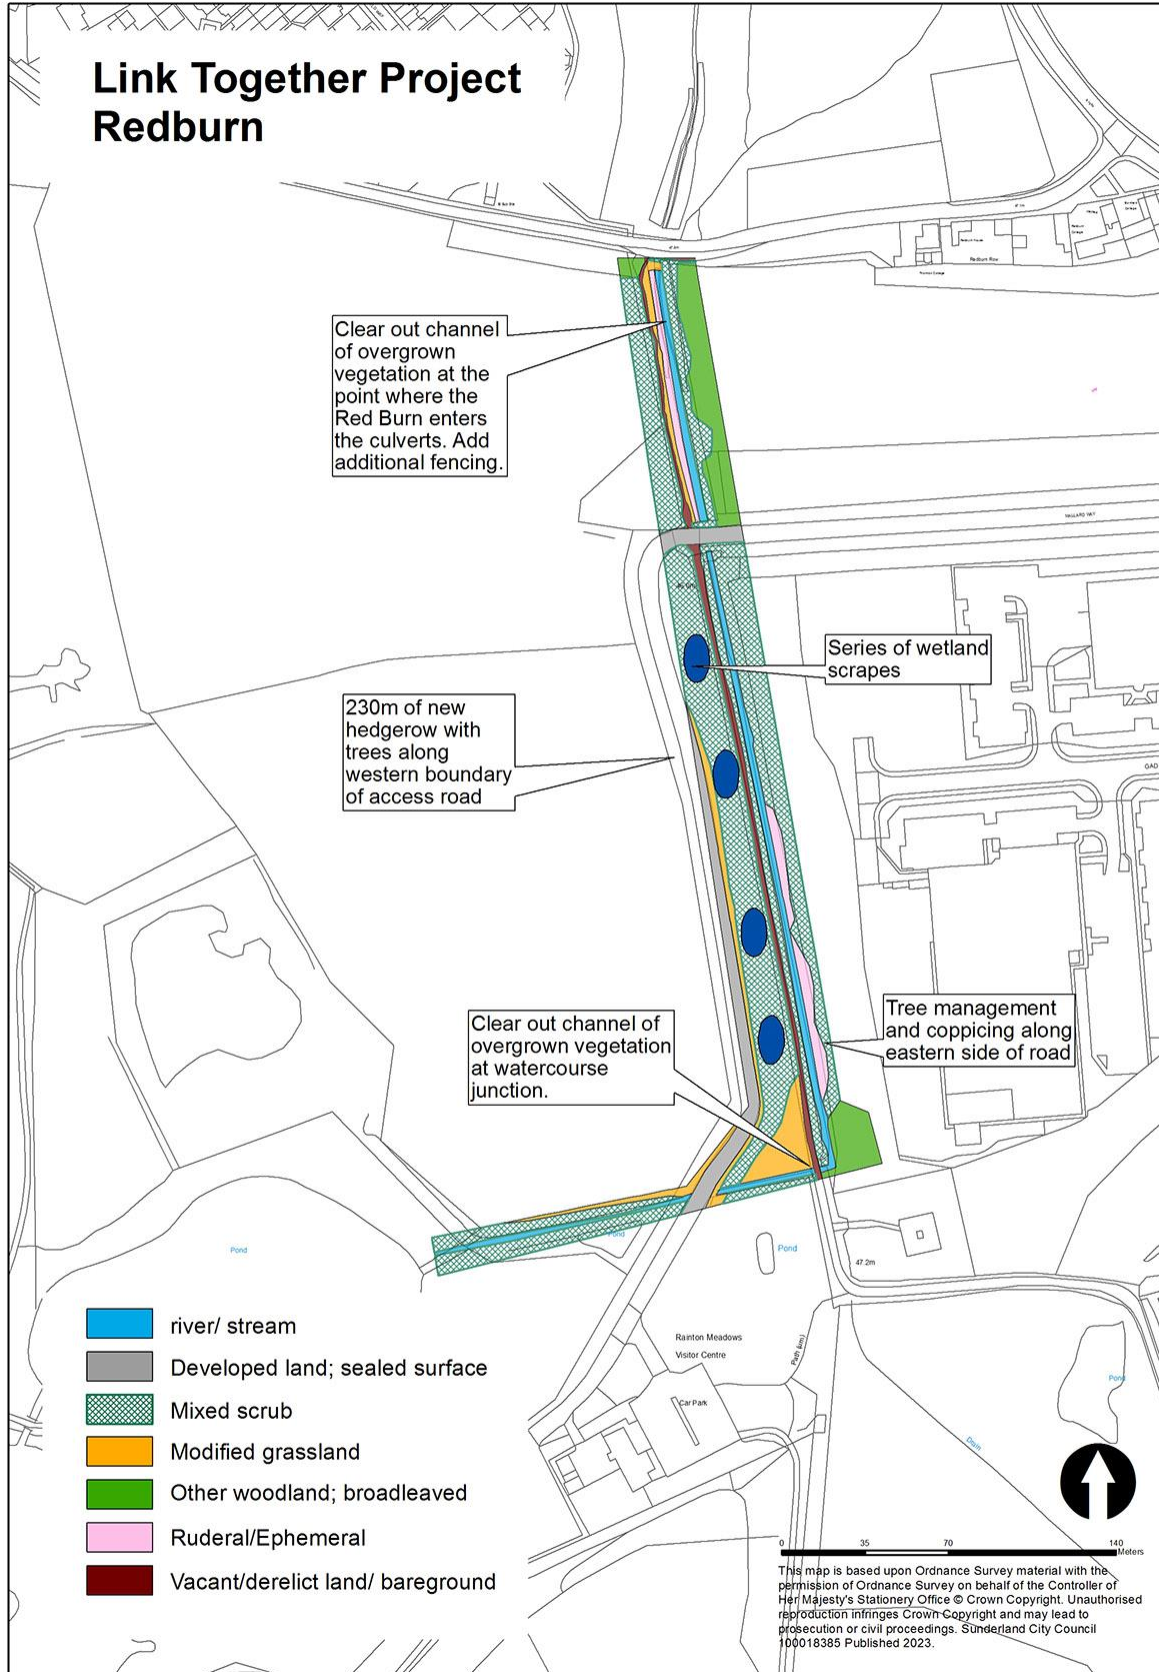 Link Together Project
Redburn
Redburn Row
Clear out channel
of overgrown
vegetation at the
point where the
Red Burn enters
the culverts. Add
additional fencing.
Series of wetland
scrapes
230m of new
hedgerow with
trees along
western boundary
of access road
GAD
Tree management
and coppicing along
eastern side of road
Clear out channel of
overgrown vegetation
at watercourse
junction.
Pond
Pond
Pond
47.2m
Rainton Meadows
Visitor Centre
Path (um)
Car Park
Pond
Drain
river/ stream
Developed land; sealed surface
Mixed scrub
Modified grassland
Other woodland; broadleaved
Ruderal/Ephemeral
Vacant/derelict land/ bareground
0 35 70 140
Meters
This map is based upon Ordnance Survey material with the
permission of Ordnance Survey on behalf of the Controller of
Her Majesty's Stationery Office © Crown Copyright. Unauthorised
reproduction infringes Crown Copyright and may lead to
prosecution or civil proceedings. Sunderland City Council
100018385 Published 2023.